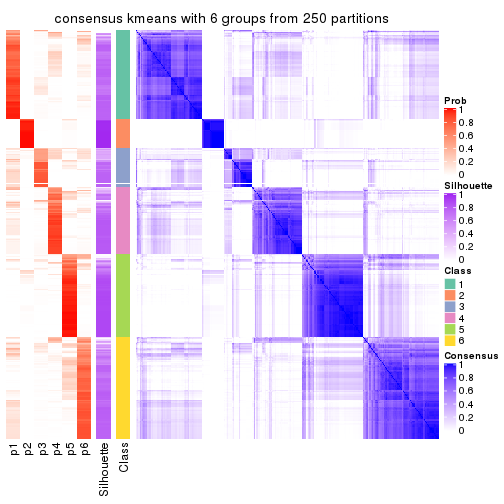 consensus kmeans with 6 groups from 250 partitions
Prob
1
0.8
0.6
0.4
0.2
0
Silhouette
1
0.8
0.6
0.4
0.2
0
Class
1
2
3
4
5
6
Consensus
1
0.8
0.6
0.4
0.2
0
p1
p2
p3
p4
p5
p6
Silhouette
Class